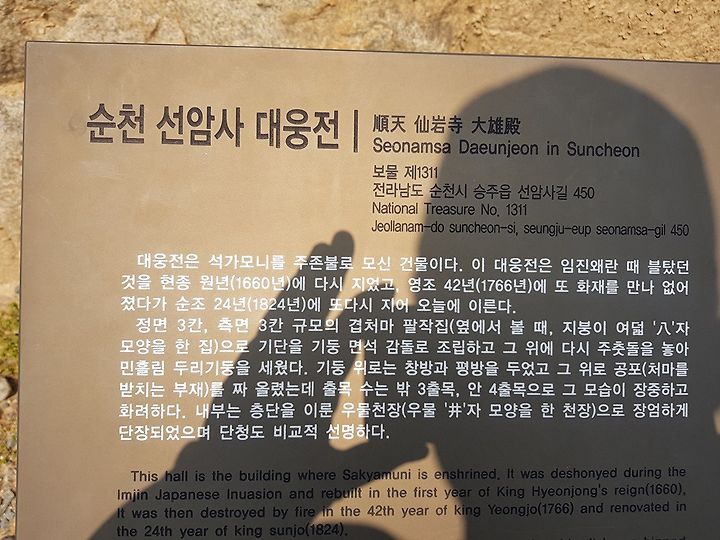 순천 선암사 대웅전
順天 仙岩寺 大雄殿
Seonamsa Daeunjeon in Suncheon
보물 제1311
전라남도 순천시 승주읍 선암사길 450
National Treasure No. 1311
Jeollanam-do suncheon-si, seungju-eup seonamsa-gil 450
대웅전은 석가모니를 주존불로 모신 건물이다. 이 대웅전은 임진왜란 때 불탔던
것을 현종 원년(1660년)에 다시 지었고, 영조 42년(1766년)에 또 화재를 만나 없어
졌다가 순조 24년(1824년)에 또다시 지어 오늘에 이른다.
정면 3칸, 측면 3칸 규모의 겹처마 팔작집(옆에서 볼 때, 지붕이 여덟 '八'자
모양을 한 집)으로 기단을 기둥 면석 감돌로 조립하고 그 위에 다시 주춧돌을 놓아
민흘림 두리기둥을 세웠다. 기둥 위로는 창방과 평방을 두었고 그 위로 공포(처마를
받치는 부재)를 짜 올렸는데 출목 수는 밖 3출목, 안 4출목으로 그 모습이 장중하고
화려하다. 내부는 층단을 이룬 우물천장(우물 '井'자 모양을 한 천장)으로 장엄하게
단장되었으며 단청도 비교적 선명하다.
This hall is the building where Sakyamuni is enshrined. It was deshonyed during the
Imjin Japanese Inuasion and rebuilt in the first year of King Hyeonjong's reign(1660).
It was then destroyed by fire in the 42th year of king Yeongjo(1766) and renovated in
the 24th year of king sunjo(1824).